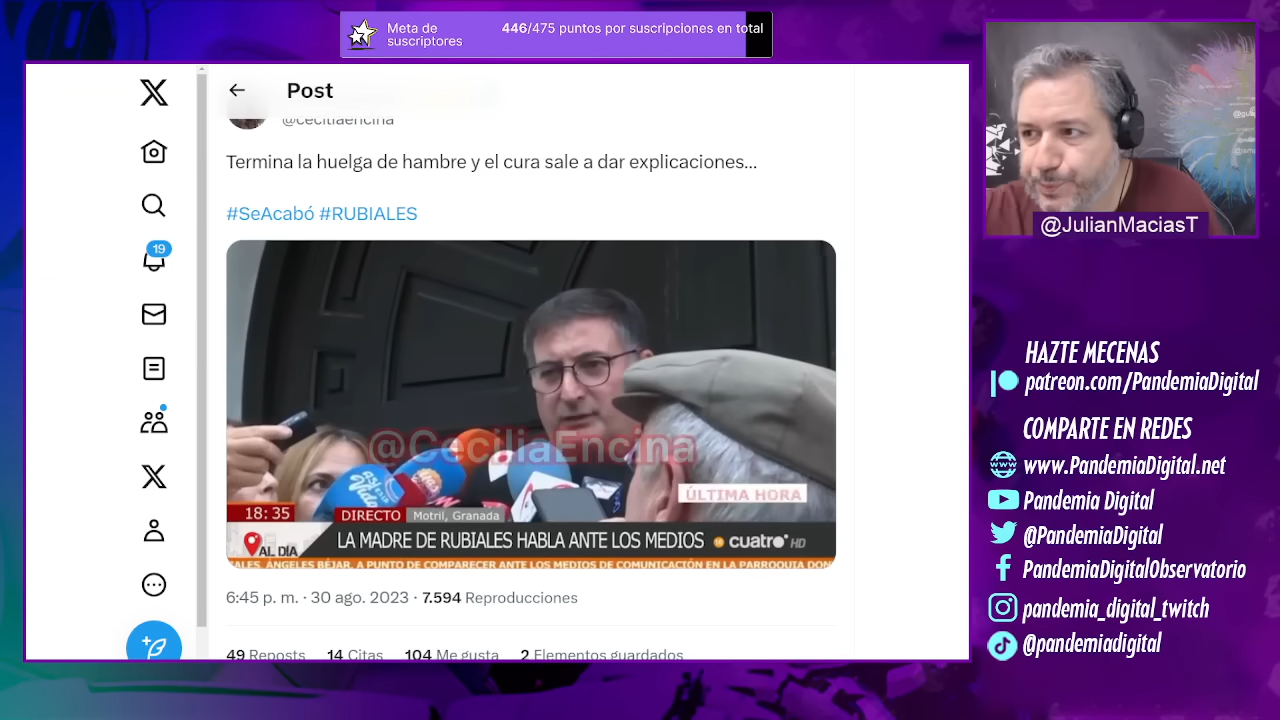 Meta de
suscriptores
446/475 puntos por suscripciones en total
Post
@ceciliaencina
Termina la huelga de hambre y el cura sale a dar explicaciones...
#SeAcabó #RUBIALES
19
@CeciliaEncina
ÚLTIMA HORA
18:35
DIRECTO
Motril, Granada
AL DÍA
LA MADRE DE RUBIALES HABLA ANTE LOS MEDIOS
cuatro HD
ALES, ÁNGELES BÉJAR, A PUNTO DE COMPARECER ANTE LOS MEDIOS DE COMUNICACIÓN EN LA PARROQUIA DON
6:45 p. m. · 30 ago. 2023 · 7.594 Reproducciones
49 Reposts 14 Citas 104 Me gusta 2 Elementos guardados
@JulianMaciasT
HAZTE MECENAS
patreon.com/PandemiaDigital
COMPARTE EN REDES
www.PandemiaDigital.net
Pandemia Digital
@PandemiaDigital
PandemiaDigitalObservatorio
pandemia_digital_twitch
@pandemiadigital